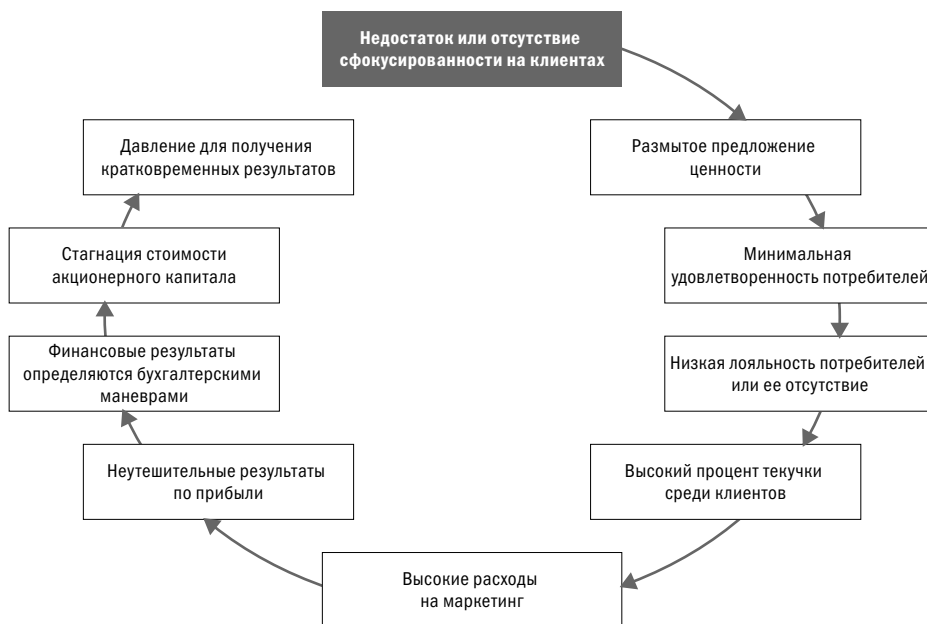 Недостаток или отсутствие
сфокусированности на клиентах
Размытое предложение
ценности
Минимальная
удовлетворенность потребителей
Низкая лояльность потребителей
или ее отсутствие
Высокий процент текучки
среди клиентов
Высокие расходы
на маркетинг
Неутешительные результаты
по прибыли
Финансовые результаты
определяются бухгалтерскими
маневрами
Стагнация стоимости
акционерного капитала
Давление для получения
кратковременных результатов